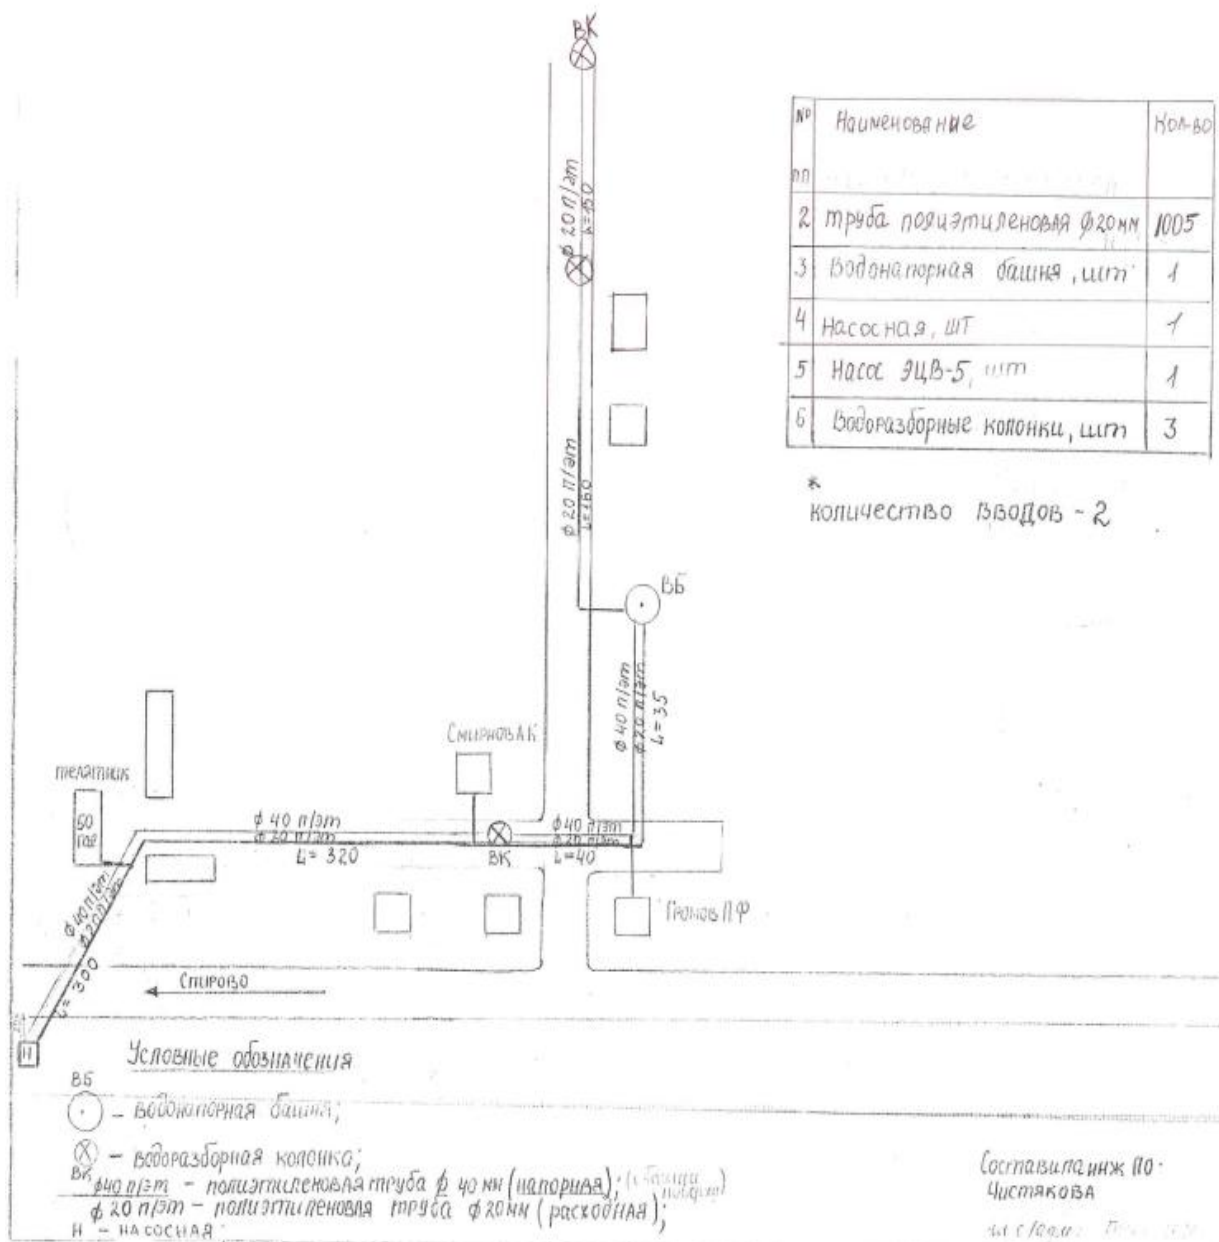 ВК
ф 20 п/эт
L=150
ф 20 п/эт
L=160
№ пп
Наименование
Кол-во
2 труба полиэтиленовая ф20мм 1005
3 Водонапорная башня, шт 1
4 Насосная, шт 1
5 Насос ЭЦВ-5, шт 1
6 Водоразборные колонки, шт 3
*
количество вводов - 2
ВБ
ф 40 п/эт
ф 20 п/эт
L=35
Смирнов А К
телятник
50 гол
ф 40 п/эт
ф 20 п/эт
L= 320
ВК
ф40 п/эт
ф 20 п/эт
L=40
Громов П Ф
ф 40 п/эт
ф 20 п/эт
L= 300
Спирово
Н
Условные обозначения
ВБ
- водонапорная башня;
- водоразборная колонка;
ВК
ф40 п/эт - полиэтиленовая труба ф 40 мм (напорная);
ф 20 п/эт - полиэтиленовая труба ф 20мм (расходная);
Н - насосная
Составила инж ПО
Чистякова